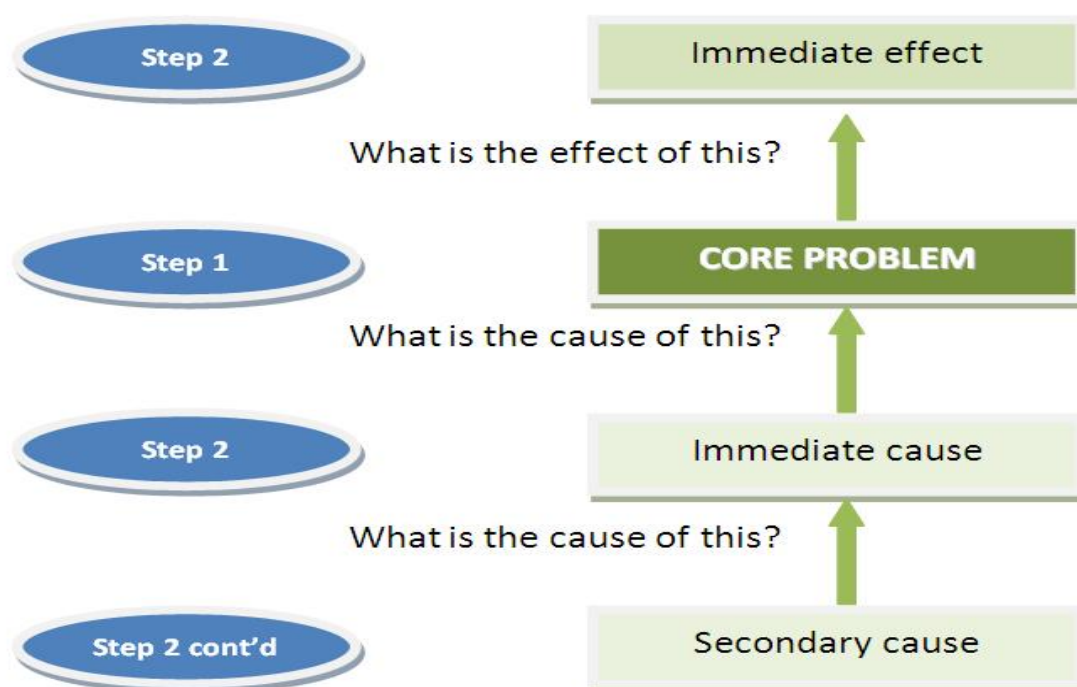 Step 2
Immediate effect
What is the effect of this?
Step 1
CORE PROBLEM
What is the cause of this?
Step 2
Immediate cause
What is the cause of this?
Step 2 cont’d
Secondary cause